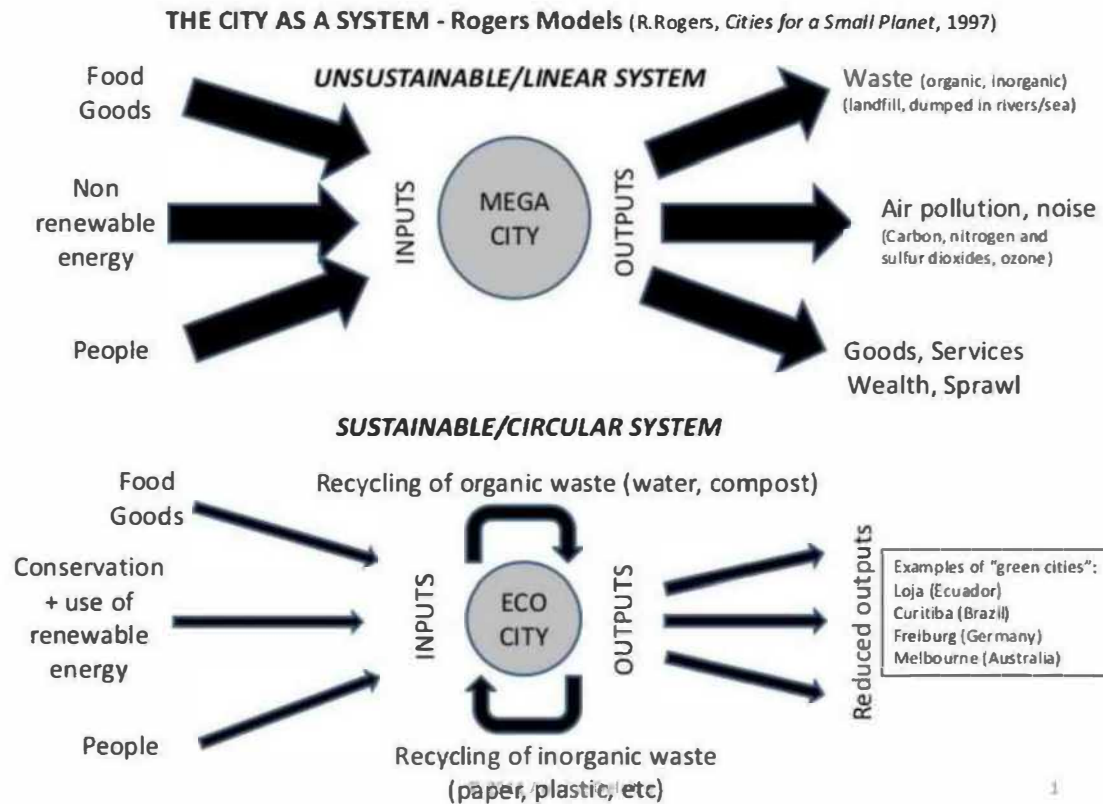 THE CITY AS A SYSTEM - Rogers Models (R.Rogers, Cities for a Small Planet, 1997)
UNSUSTAINABLE/LINEAR SYSTEM
Food
Goods
Non
renewable
energy
People
INPUTS
MEGA
CITY
OUTPUTS
Waste (organic, inorganic)
(landfill, dumped in rivers/sea)
Air pollution, noise
(Carbon, nitrogen and
sulfur dioxides, ozone)
Goods, Services
Wealth, Sprawl
SUSTAINABLE/CIRCULAR SYSTEM
Food
Goods
Conservation
+ use of
renewable
energy
People
Recycling of organic waste (water, compost)
INPUTS
ECO
CITY
OUTPUTS
Recycling of inorganic waste
(paper, plastic, etc)
Reduced outputs
Examples of "green cities":
Loja (Ecuador)
Curitiba (Brazil)
Freiburg (Germany)
Melbourne (Australia)
1